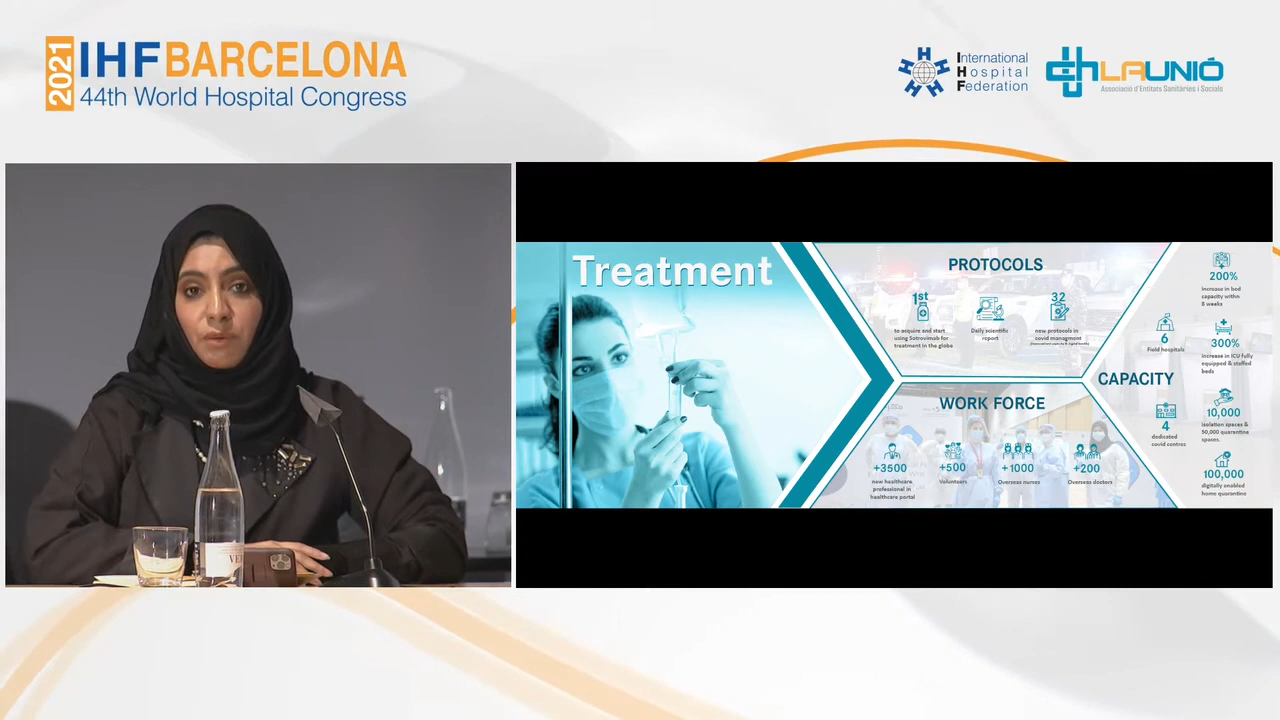 2021
IHF BARCELONA
44th World Hospital Congress
International
Hospital
Federation
LAUNIÓ
Associació d'Entitats Sanitàries i Socials
Treatment
PROTOCOLS
1st
to acquire and start
using Sotrovimab for
treatment in the globe
Daily scientific
report
32
new protocols in
covid managment
WORK FORCE
+3500
new healthcare
professional in
healthcare portal
+500
Volunteers
+1000
Overseas nurses
+200
Overseas doctors
CAPACITY
6
Field hospitals
4
dedicated
covid centres
200%
increase in bed
capacity within
8 weeks
300%
increase in ICU fully
equipped & staffed
beds
10,000
isolation spaces &
50,000 quarantine
spaces.
100,000
digitally enabled
home quarantine